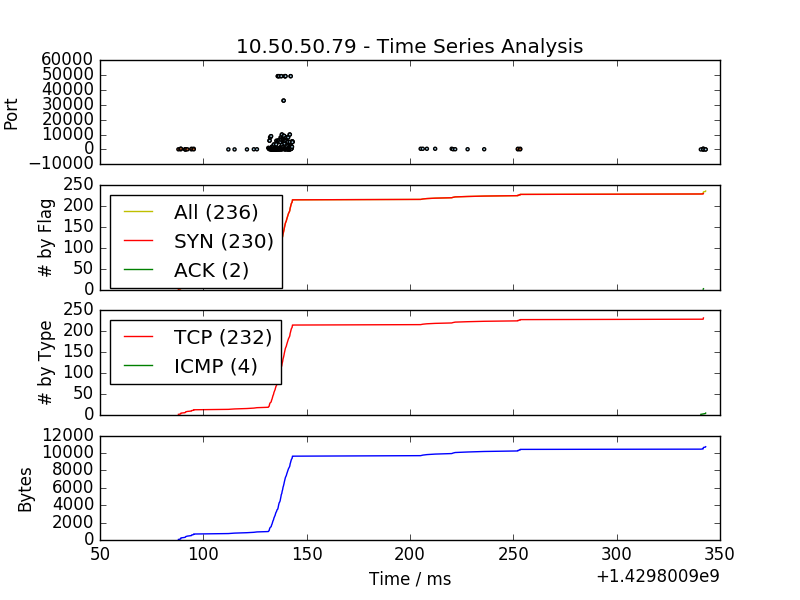 10.50.50.79 - Time Series Analysis
60000
50000
40000
30000
20000
10000
0
−10000
Port
250
200
150
100
50
0
# by Flag
All (236)
SYN (230)
ACK (2)
250
200
150
100
50
0
# by Type
TCP (232)
ICMP (4)
12000
10000
8000
6000
4000
2000
0
Bytes
50 100 150 200 250 300 350
Time / ms
+1.4298009e9